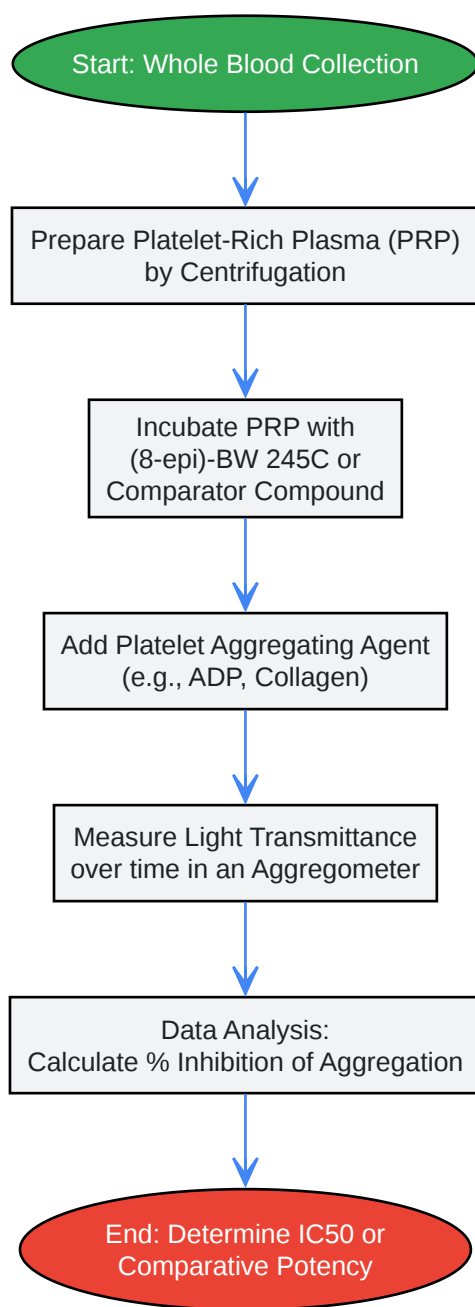 Start: Whole Blood Collection
Prepare Platelet-Rich Plasma (PRP)
by Centrifugation
Incubate PRP with
(8-epi)-BW 245C or
Comparator Compound
Add Platelet Aggregating Agent
(e.g., ADP, Collagen)
Measure Light Transmittance
over time in an Aggregometer
Data Analysis:
Calculate % Inhibition of Aggregation
End: Determine IC50 or
Comparative Potency